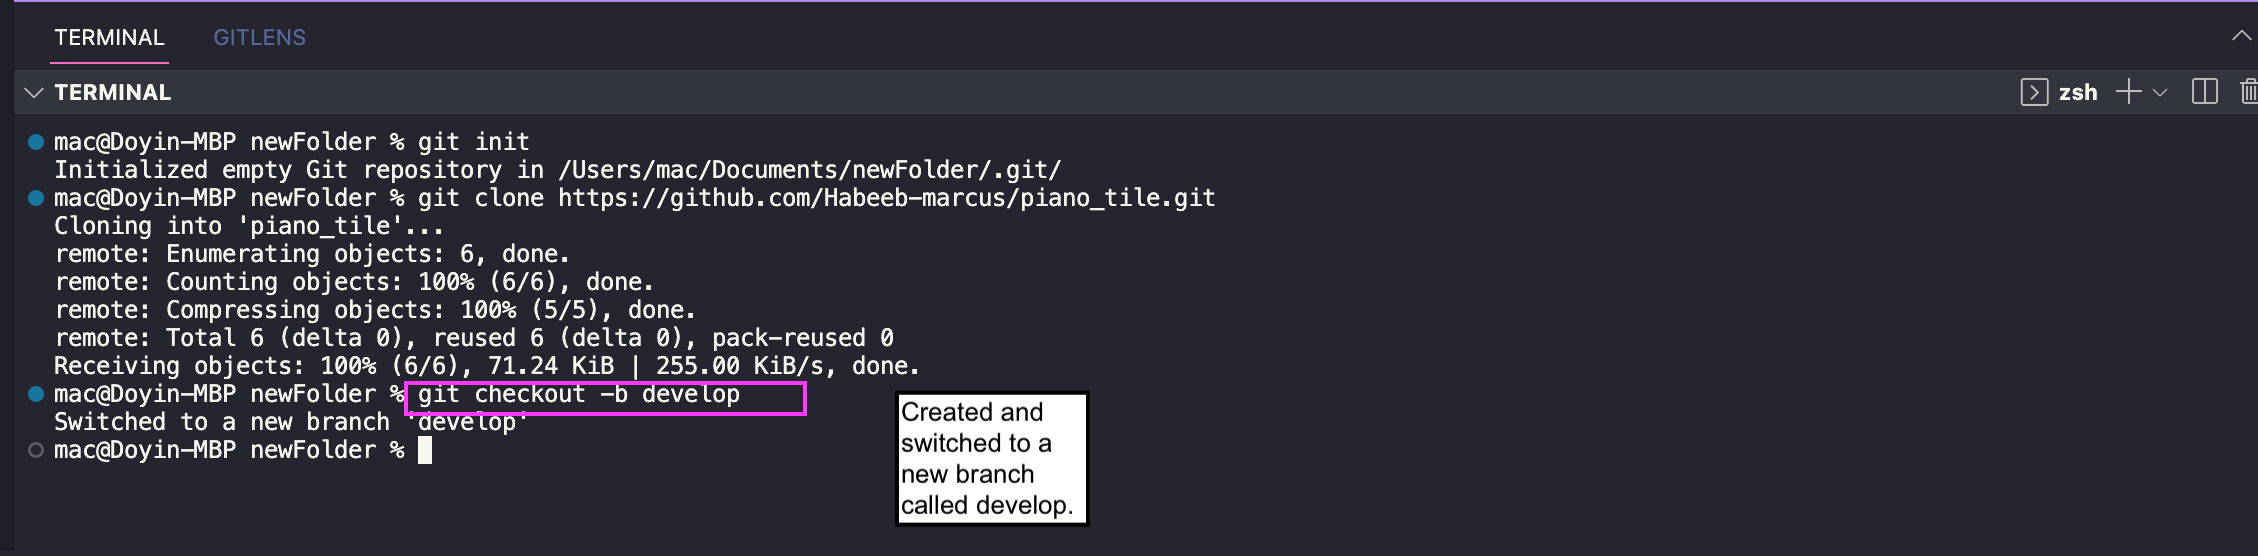 TERMINAL GITLENS
TERMINAL zsh
mac@Doyin-MBP newFolder % git init
Initialized empty Git repository in /Users/mac/Documents/newFolder/.git/
mac@Doyin-MBP newFolder % git clone https://github.com/Habeeb-marcus/piano_tile.git
Cloning into 'piano_tile'...
remote: Enumerating objects: 6, done.
remote: Counting objects: 100% (6/6), done.
remote: Compressing objects: 100% (5/5), done.
remote: Total 6 (delta 0), reused 6 (delta 0), pack-reused 0
Receiving objects: 100% (6/6), 71.24 KiB | 255.00 KiB/s, done.
mac@Doyin-MBP newFolder % git checkout -b develop
Switched to a new branch 'develop'
mac@Doyin-MBP newFolder %
Created and
switched to a
new branch
called develop.